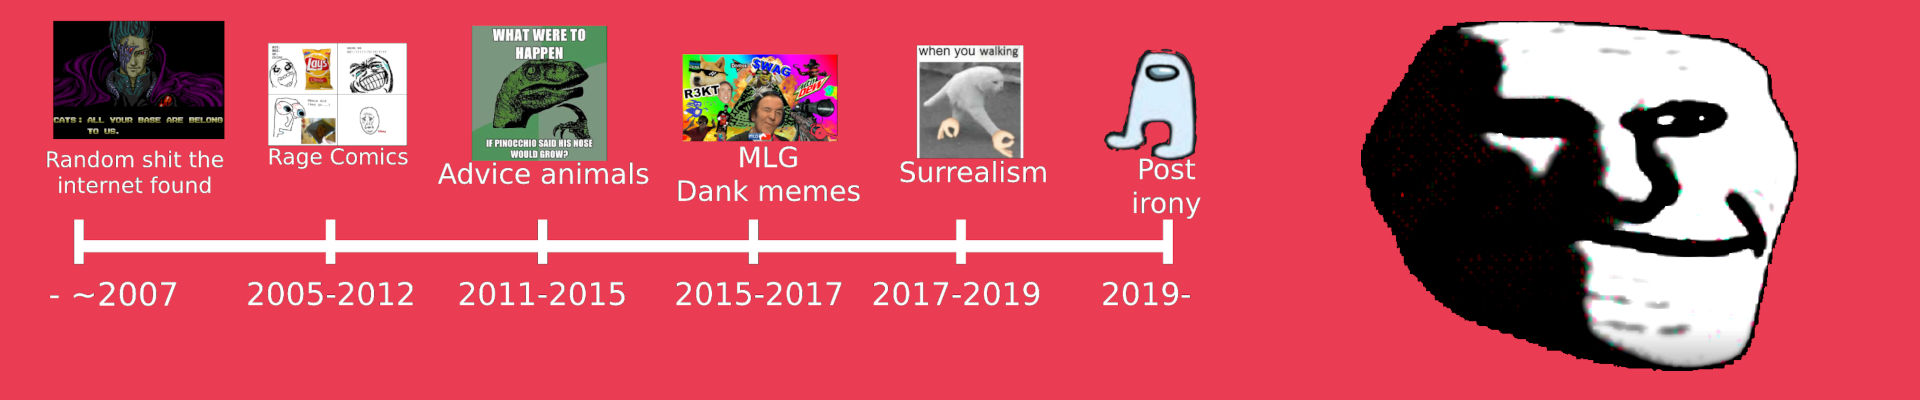 CATS: ALL YOUR BASE ARE BELONG
TO US.
Random shit the
internet found
Lays
Rage Comics
WHAT WERE TO
HAPPEN
IF PINOCCHIO SAID HIS NOSE
WOULD GROW?
Advice animals
SWAG
R3KT
MLG
Dank memes
when you walking
Surrealism
Post
irony
- ~2007
2005-2012
2011-2015
2015-2017
2017-2019
2019-